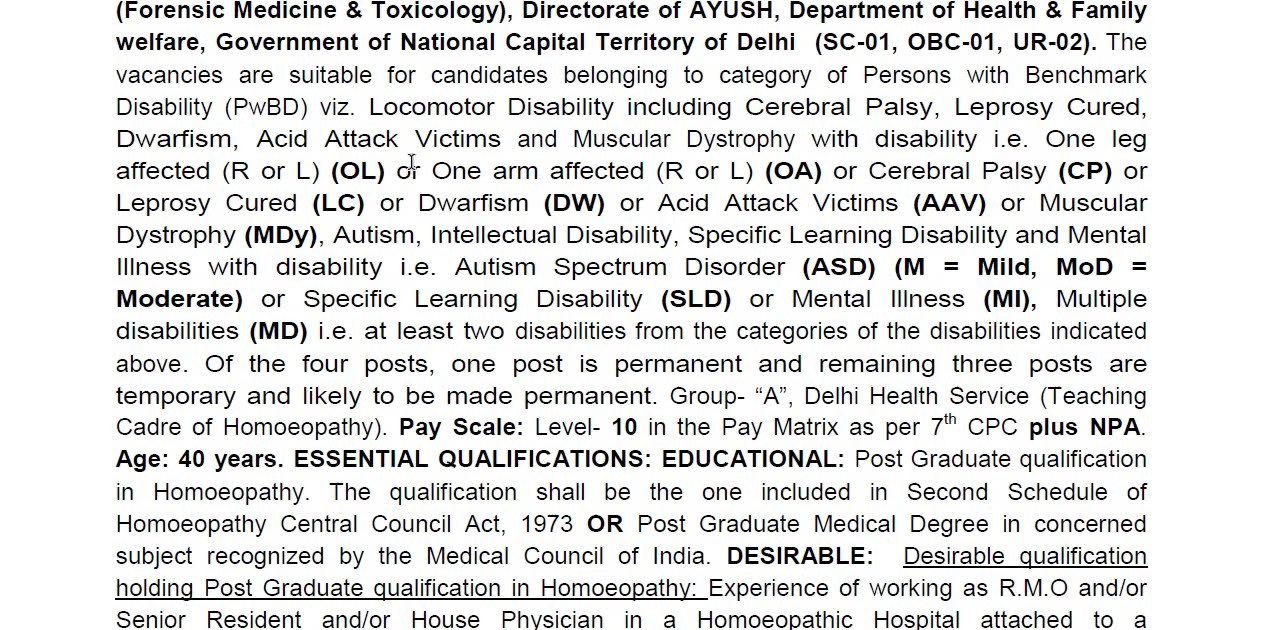 (Forensic Medicine & Toxicology), Directorate of AYUSH, Department of Health & Family
welfare, Government of National Capital Territory of Delhi (SC-01, OBC-01, UR-02). The
vacancies are suitable for candidates belonging to category of Persons with Benchmark
Disability (PwBD) viz. Locomotor Disability including Cerebral Palsy, Leprosy Cured,
Dwarfism, Acid Attack Victims and Muscular Dystrophy with disability i.e. One leg
affected (R or L) (OL) or One arm affected (R or L) (OA) or Cerebral Palsy (CP) or
Leprosy Cured (LC) or Dwarfism (DW) or Acid Attack Victims (AAV) or Muscular
Dystrophy (MDy), Autism, Intellectual Disability, Specific Learning Disability and Mental
Illness with disability i.e. Autism Spectrum Disorder (ASD) (M = Mild, MoD =
Moderate) or Specific Learning Disability (SLD) or Mental Illness (MI), Multiple
disabilities (MD) i.e. at least two disabilities from the categories of the disabilities indicated
above. Of the four posts, one post is permanent and remaining three posts are
temporary and likely to be made permanent. Group- “A”, Delhi Health Service (Teaching
Cadre of Homoeopathy). Pay Scale: Level- 10 in the Pay Matrix as per 7th CPC plus NPA.
Age: 40 years. ESSENTIAL QUALIFICATIONS: EDUCATIONAL: Post Graduate qualification
in Homoeopathy. The qualification shall be the one included in Second Schedule of
Homoeopathy Central Council Act, 1973 OR Post Graduate Medical Degree in concerned
subject recognized by the Medical Council of India. DESIRABLE: Desirable qualification
holding Post Graduate qualification in Homoeopathy: Experience of working as R.M.O and/or
Senior Resident and/or House Physician in a Homoeopathic Hospital attached to a